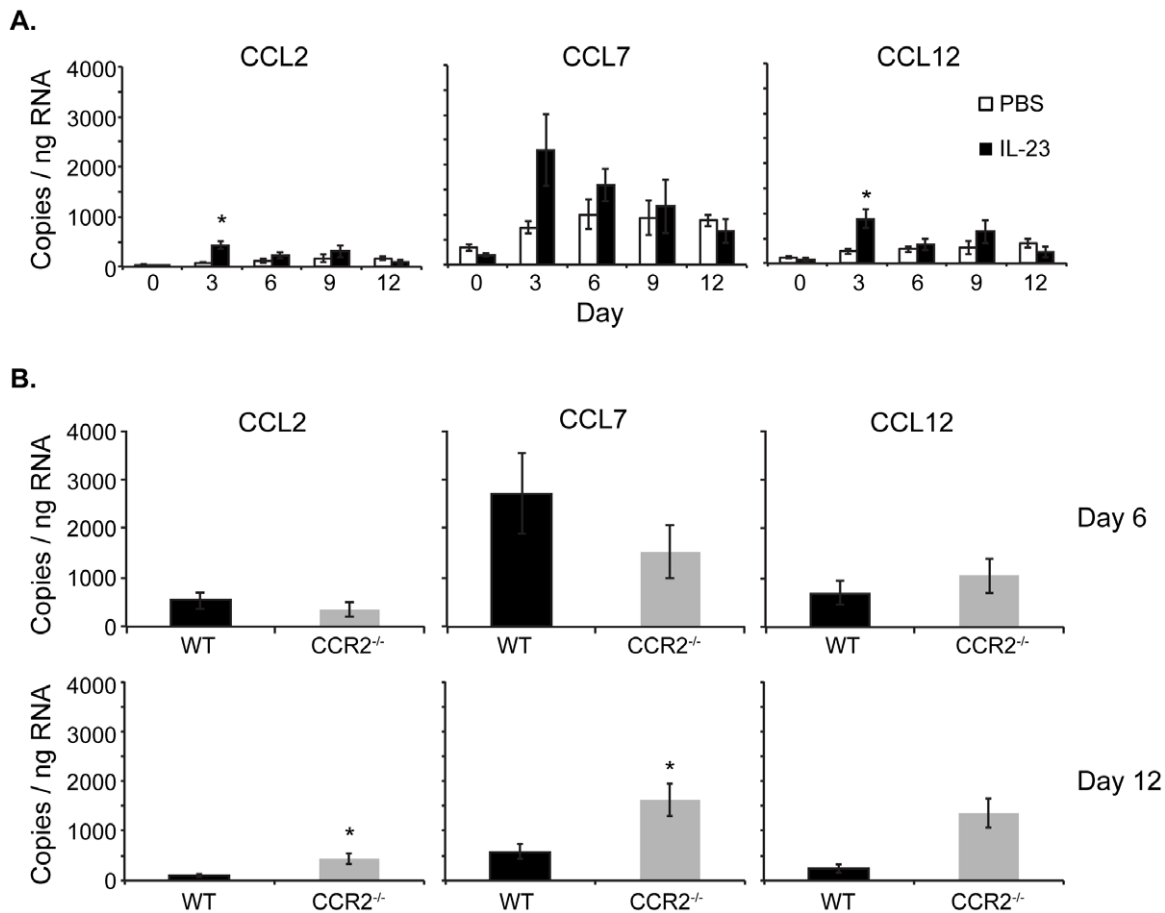 A.
CCL2 CCL7 CCL12
4000
3000
2000
1000
0
Copies / ng RNA
PBS
IL-23
*
*
0 3 6 9 12 0 3 6 9 12 0 3 6 9 12
Day
B.
CCL2 CCL7 CCL12
4000
3000
2000
1000
0
Copies / ng RNA
Day 6
WT CCR2-/- WT CCR2-/- WT CCR2-/-
4000
3000
2000
1000
0
Copies / ng RNA
*
*
Day 12
WT CCR2-/- WT CCR2-/- WT CCR2-/-